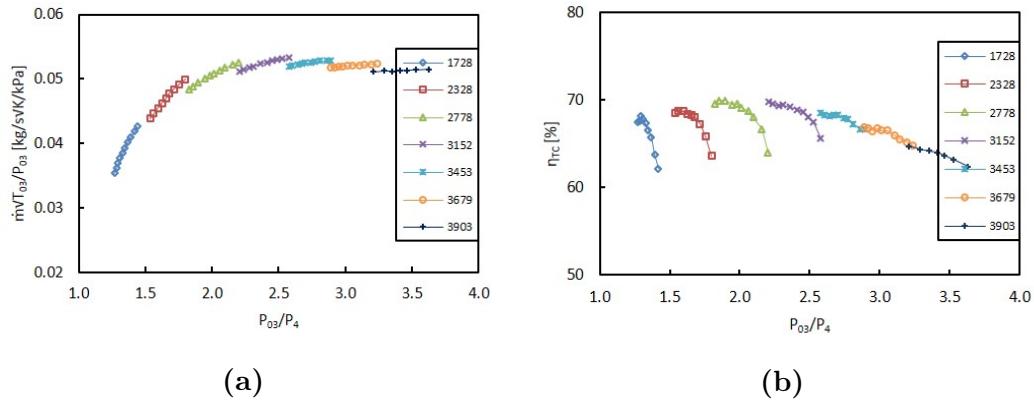 0.06
0.05
0.04
0.03
0.02
ṁ√T₀₃/P₀₃ [kg/s√K/kPa]
1.0 1.5 2.0 2.5 3.0 3.5 4.0
P₀₃/P₄
1728
2328
2778
3152
3453
3679
3903
(a)
80
70
60
50
η_TC [%]
1.0 1.5 2.0 2.5 3.0 3.5 4.0
P₀₃/P₄
1728
2328
2778
3152
3453
3679
3903
(b)